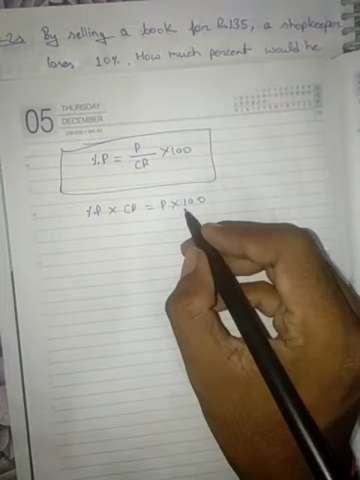 By selling a book for Rs135, a shopkeeper
loses 10%. How much percent would he
05 THURSDAY
DECEMBER
%P = P/CP ×100
%P × CP = P × 100